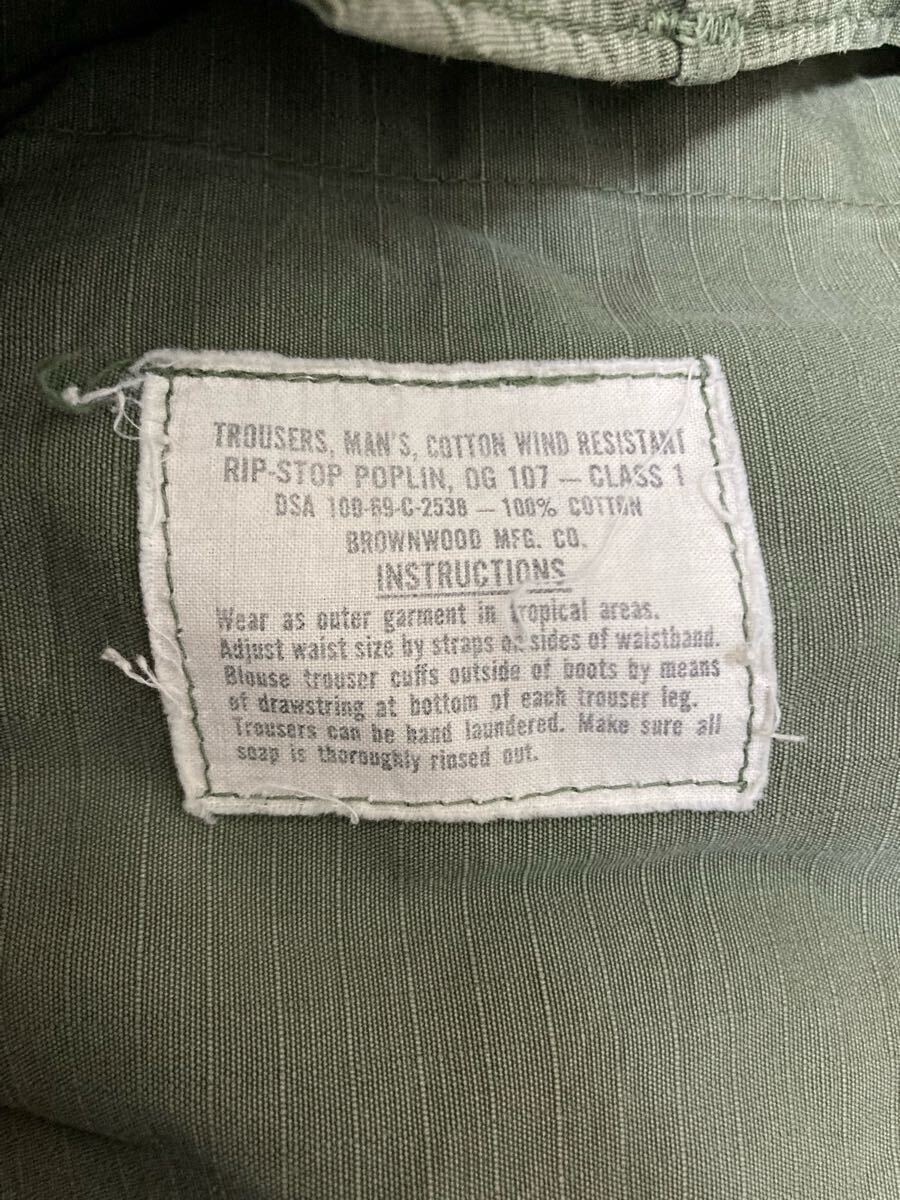 TROUSERS, MAN'S, COTTON WIND RESISTANT
RIP-STOP POPLIN, OG 107 — CLASS 1
DSA 100-69-C-2538 — 100% COTTON
BROWNWOOD MFG. CO.
INSTRUCTIONS
Wear as outer garment in tropical areas.
Adjust waist size by straps on sides of waistband.
Blouse trouser cuffs outside of boots by means
of drawstring at bottom of each trouser leg.
Trousers can be hand laundered. Make sure all
soap is thoroughly rinsed out.